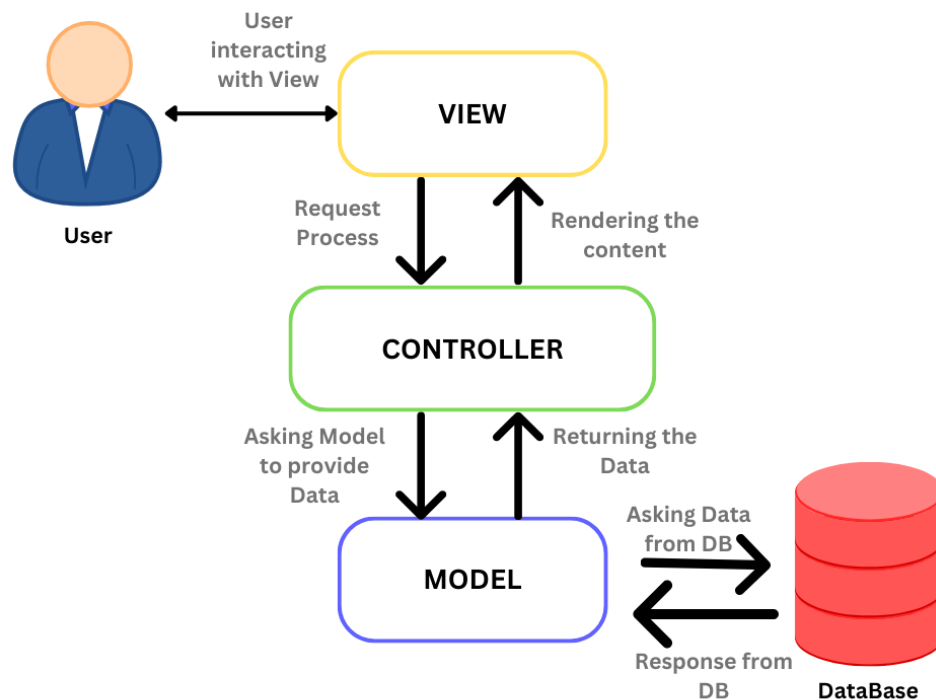 User
interacting
with View
VIEW
User
Request
Process
Rendering the
content
CONTROLLER
Asking Model
to provide
Data
Returning the
Data
MODEL
Asking Data
from DB
Response from
DB
DataBase